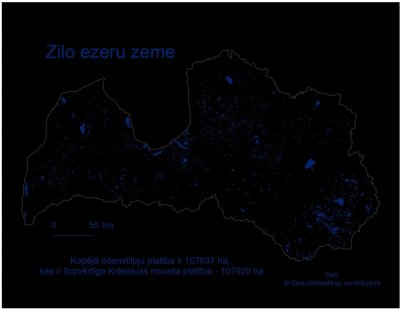 Zilo ezeru zeme
0 50 km
Kopējā ūdenstilpju platība ir 107637 ha,
kas ir līdzvērtīga Krāslavas novada platībai - 107920 ha
Dati
© OpenStreetMap contributors